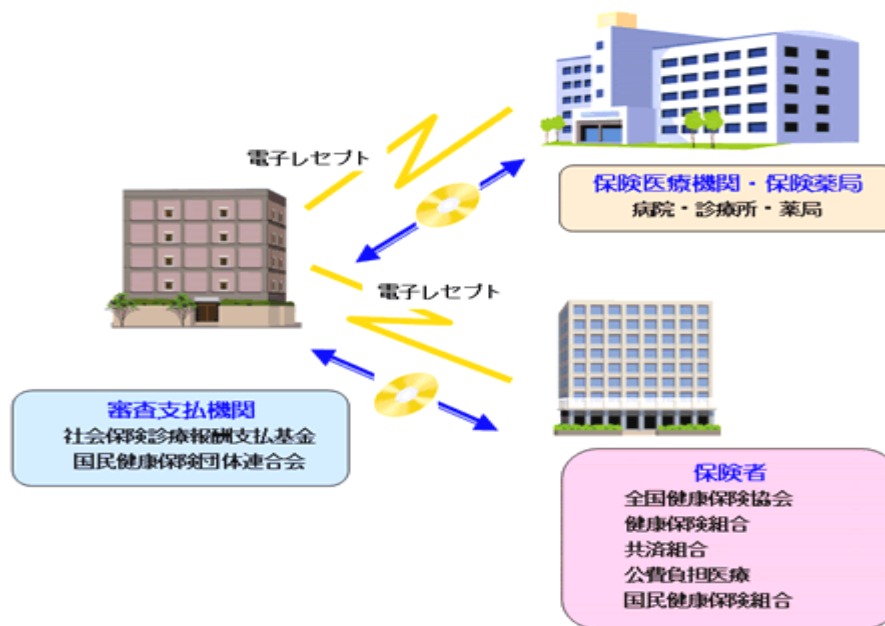 電子レセプト
保険医療機関・保険薬局
病院・診療所・薬局
電子レセプト
審査支払機関
社会保険診療報酬支払基金
国民健康保険団体連合会
保険者
全国健康保険協会
健康保険組合
共済組合
公費負担医療
国民健康保険組合